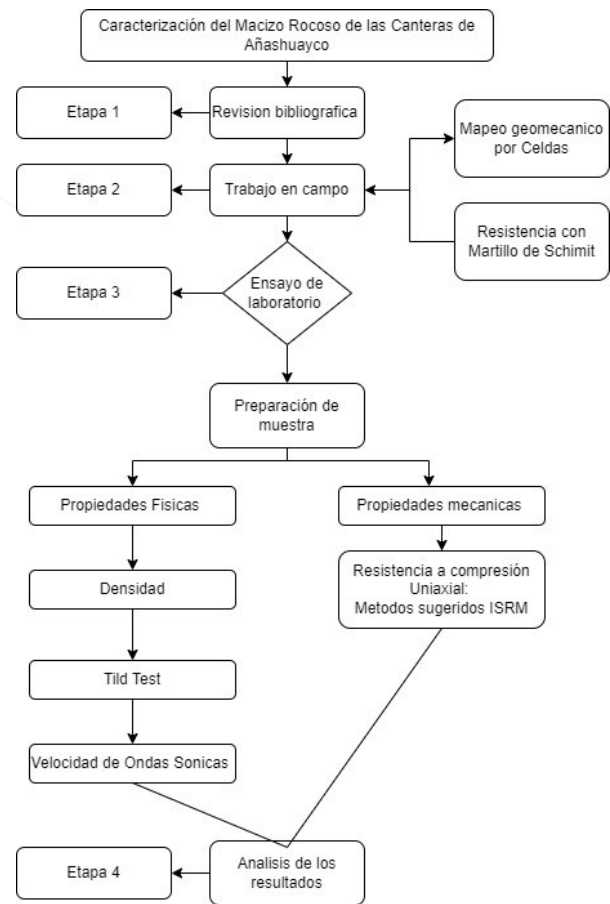 Caracterización del Macizo Rocoso de las Canteras de
Añashuayco
Etapa 1
Revision bibliografica
Mapeo geomecanico
por Celdas
Etapa 2
Trabajo en campo
Resistencia con
Martillo de Schimit
Etapa 3
Ensayo de
laboratorio
Preparación de
muestra
Propiedades Fisicas
Propiedades mecanicas
Densidad
Resistencia a compresión
Uniaxial:
Metodos sugeridos ISRM
Tild Test
Velocidad de Ondas Sonicas
Etapa 4
Analisis de los
resultados